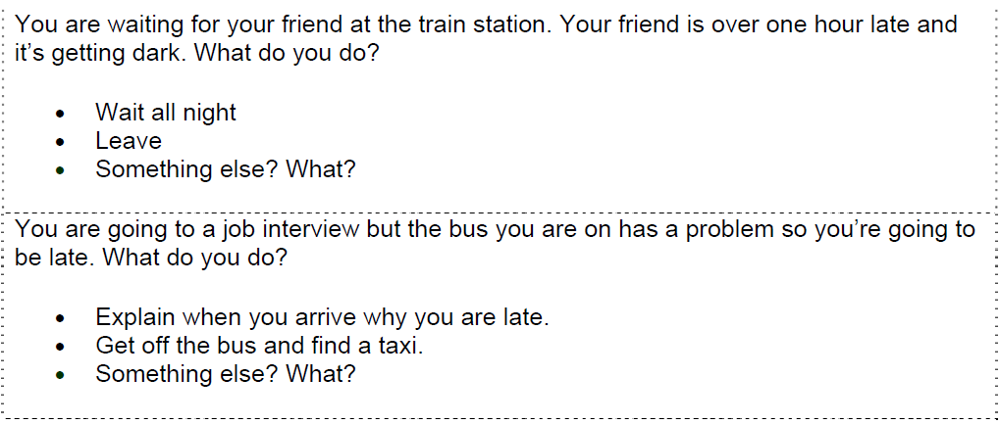 You are waiting for your friend at the train station. Your friend is over one hour late and
it's getting dark. What do you do?
• Wait all night
• Leave
• Something else? What?
You are going to a job interview but the bus you are on has a problem so you're going to
be late. What do you do?
• Explain when you arrive why you are late.
• Get off the bus and find a taxi.
• Something else? What?